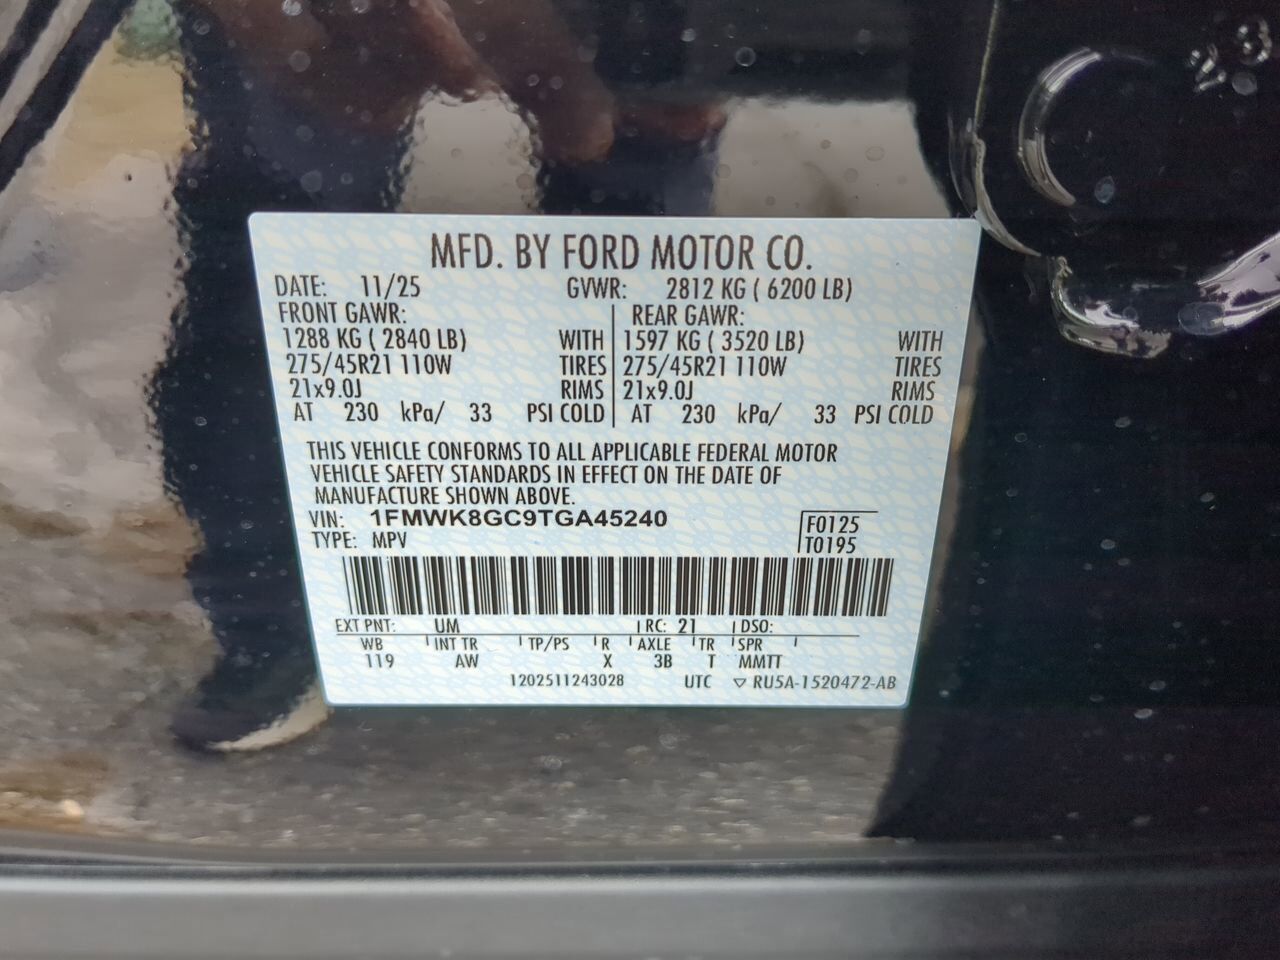 MFD. BY FORD MOTOR CO.
DATE: 11/25 GVWR: 2812 KG ( 6200 LB)
FRONT GAWR: REAR GAWR:
1288 KG ( 2840 LB) WITH 1597 KG ( 3520 LB) WITH
275/45R21 110W TIRES 275/45R21 110W TIRES
21x9.0J RIMS 21x9.0J RIMS
AT 230 kPa/ 33 PSI COLD AT 230 kPa/ 33 PSI COLD
THIS VEHICLE CONFORMS TO ALL APPLICABLE FEDERAL MOTOR
VEHICLE SAFETY STANDARDS IN EFFECT ON THE DATE OF
MANUFACTURE SHOWN ABOVE.
VIN: 1FMWK8GC9TGA45240 F0125
TYPE: MPV T0195
EXT PNT: UM RC: 21 DSO:
WB INT TR TP/PS R AXLE TR SPR
119 AW X 3B T MMTT
1202511243028 UTC ▽ RU5A-1520472-AB